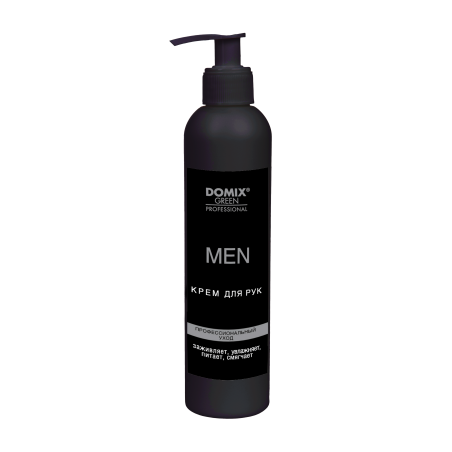 DOMIX®
GREEN
PROFESSIONAL
MEN
КРЕМ ДЛЯ РУК
ПРОФЕССИОНАЛЬНЫЙ
УХОД
заживляет, увлажняет,
питает, смягчает